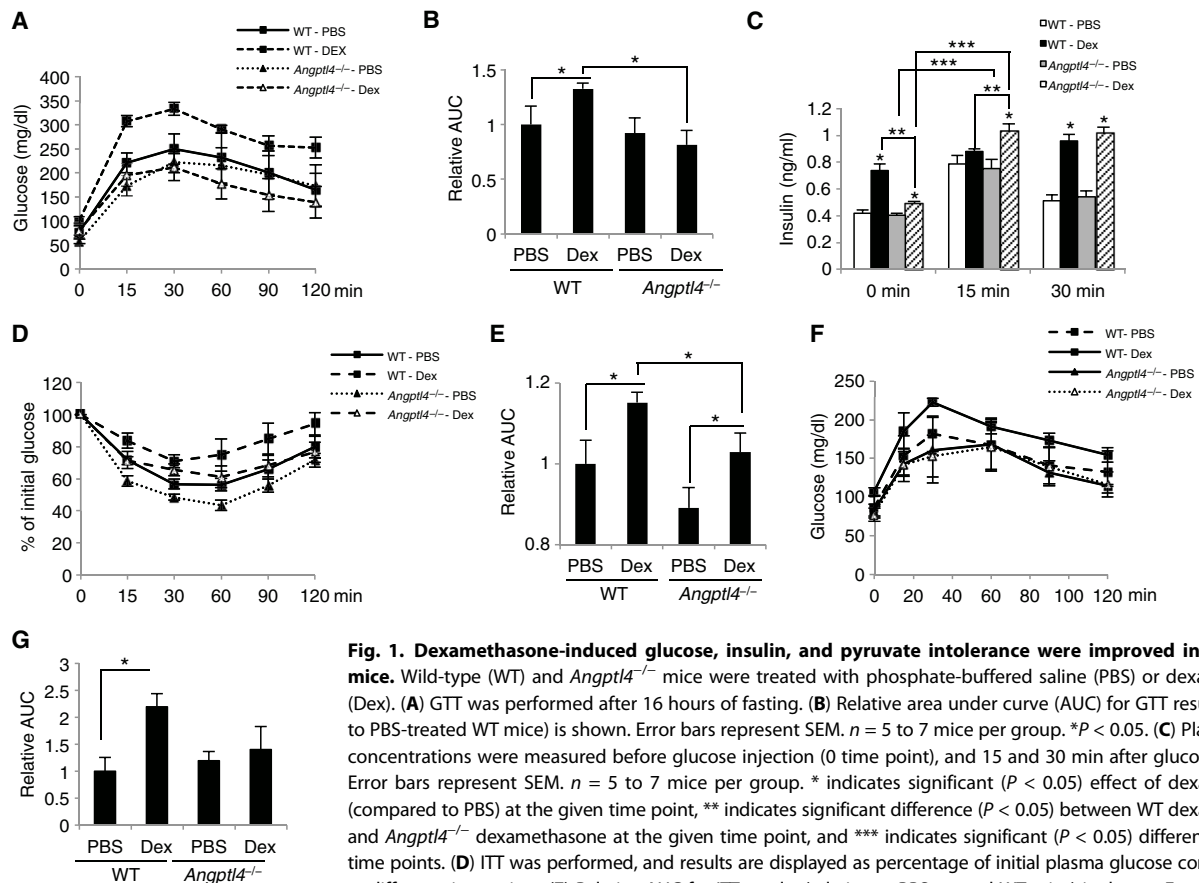 A
WT - PBS
WT - DEX
Angptl4–/– - PBS
Angptl4–/– - Dex
Glucose (mg/dl)
400
350
300
250
200
150
100
50
0
0 15 30 60 90 120 min
B
Relative AUC
1.5
1
0.5
0
* *
PBS Dex PBS Dex
WT Angptl4–/–
C
WT - PBS
WT - Dex
Angptl4–/– - PBS
Angptl4–/– - Dex
Insulin (ng/ml)
1.2
1
0.8
0.6
0.4
0.2
0
***
***
**
**
* * * * *
0 min 15 min 30 min
D
WT - PBS
WT - Dex
Angptl4–/– - PBS
Angptl4–/– - Dex
% of initial glucose
120
100
80
60
40
20
0
0 15 30 60 90 120 min
E
Relative AUC
1.2
1
0.8
* * *
PBS Dex PBS Dex
WT Angptl4–/–
F
WT- PBS
WT- Dex
Angptl4–/– - PBS
Angptl4–/– - Dex
Glucose (mg/dl)
250
200
150
100
50
0
0 20 40 60 80 100 120 min
G
Relative AUC
3
2.5
2
1.5
1
0.5
0
*
PBS Dex PBS Dex
WT
Fig. 1. Dexamethasone-induced glucose, insulin, and pyruvate intolerance were improved in
mice. Wild-type (WT) and Angptl4–/– mice were treated with phosphate-buffered saline (PBS) or dexa
(Dex). (A) GTT was performed after 16 hours of fasting. (B) Relative area under curve (AUC) for GTT resu
to PBS-treated WT mice) is shown. Error bars represent SEM. n = 5 to 7 mice per group. *P < 0.05. (C) Pla
concentrations were measured before glucose injection (0 time point), and 15 and 30 min after glucos
Error bars represent SEM. n = 5 to 7 mice per group. * indicates significant (P < 0.05) effect of dexa
(compared to PBS) at the given time point, ** indicates significant difference (P < 0.05) between WT dexa
and Angptl4–/– dexamethasone at the given time point, and *** indicates significant (P < 0.05) differen
time points. (D) ITT was performed, and results are displayed as percentage of initial plasma glucose con